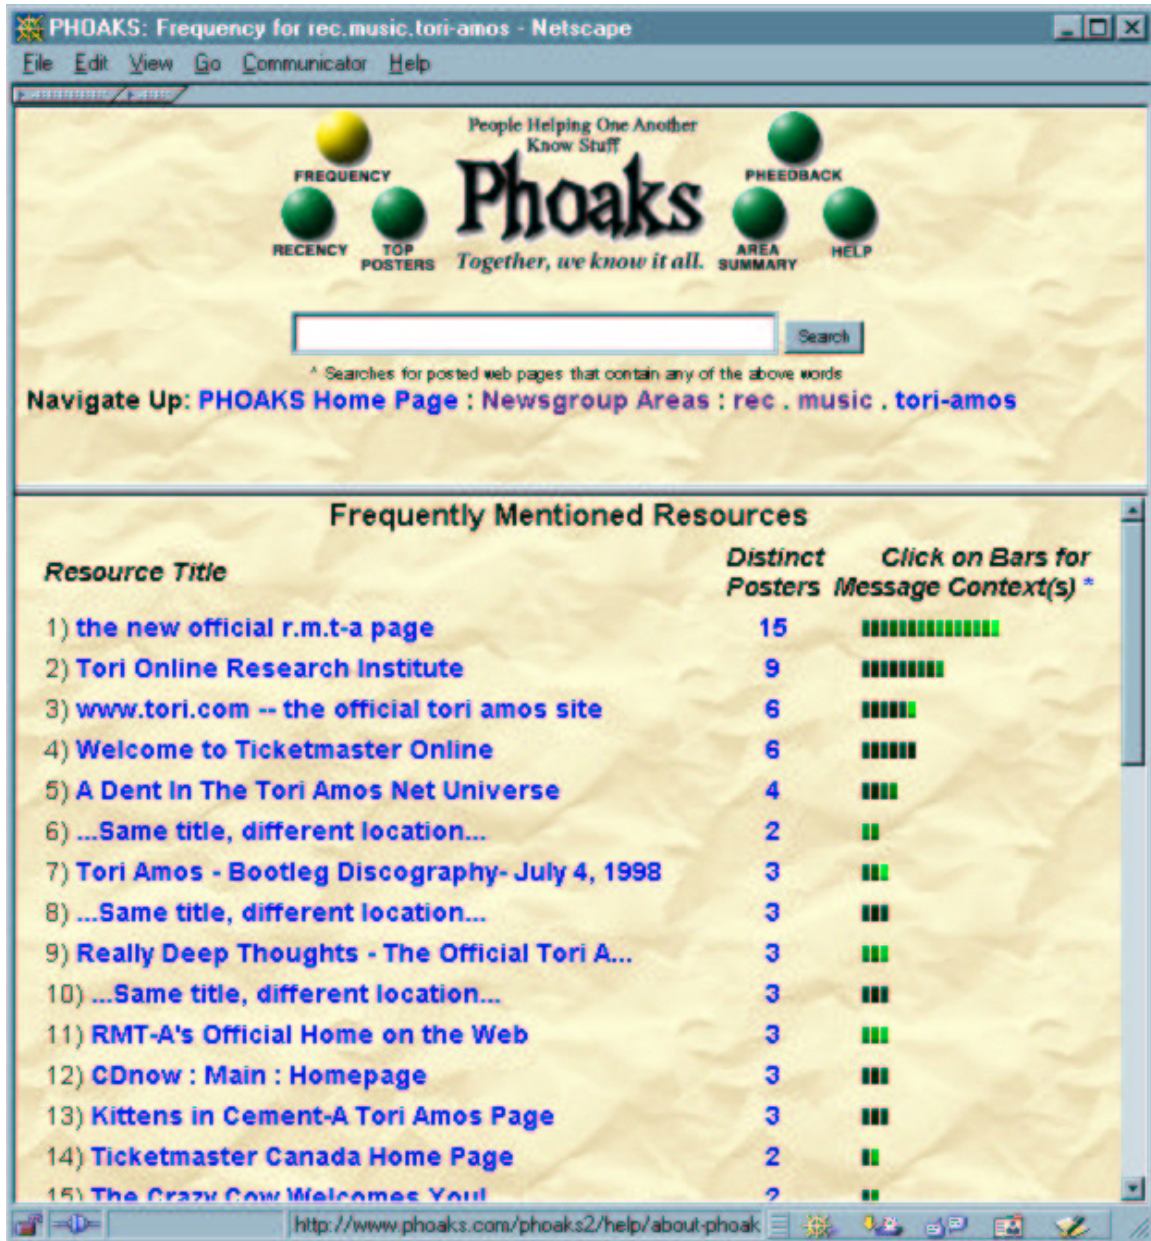 PHOAKS: Frequency for rec.music.tori-amos - Netscape
File Edit View Go Communicator Help
People Helping One Another
Know Stuff
Phoaks
Together, we know it all.
FREQUENCY
RECENCY
TOP
POSTERS
PHEEDBACK
AREA
SUMMARY
HELP
Search
^ Searches for posted web pages that contain any of the above words
Navigate Up: PHOAKS Home Page : Newsgroup Areas : rec . music . tori-amos
Frequently Mentioned Resources
Resource Title
Distinct
Posters
Click on Bars for
Message Context(s) *
1) the new official r.m.t-a page 15
2) Tori Online Research Institute 9
3) www.tori.com -- the official tori amos site 6
4) Welcome to Ticketmaster Online 6
5) A Dent In The Tori Amos Net Universe 4
6) ...Same title, different location... 2
7) Tori Amos - Bootleg Discography- July 4, 1998 3
8) ...Same title, different location... 3
9) Really Deep Thoughts - The Official Tori A... 3
10) ...Same title, different location... 3
11) RMT-A's Official Home on the Web 3
12) CDnow : Main : Homepage 3
13) Kittens in Cement-A Tori Amos Page 3
14) Ticketmaster Canada Home Page 2
15) The Crazy Cow Welcomes You! 2
http://www.phoaks.com/phoaks2/help/about-phoak